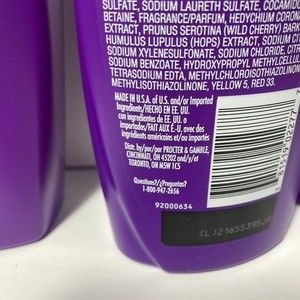 SULFATE, SODIUM LAURETH SULFATE, COCAMIDO
BETAINE, FRAGRANCE/PARFUM, HEDYCHIUM CORON
EXTRACT, PRUNUS SEROTINA (WILD CHERRY) BARK
HUMULUS LUPULUS (HOPS) EXTRACT, SODIUM
SODIUM XYLENESULFONATE, SODIUM CHLORIDE, CITR
SODIUM BENZOATE, HYDROXYPROPYL METHYLCELL
TETRASODIUM EDTA, METHYLCHLOROISOTHIAZOLINON
METHYLISOTHIAZOLINONE, YELLOW 5, RED 33.
MADE IN U.S.A. of U.S. and/or Imported
Ingredients/HECHO EN EE. UU.
con ingredientes de EE. UU. o
importados/FAIT AUX É.-U. avec des
ingrédients américains et/ou importés
Distr. by/par/por PROCTER & GAMBLE,
CINCINNATI, OH 45202 and/y/et
TORONTO, ON M5W 1C5
Questions?/¿Preguntas?
1-800-947-2656
92000634
(L)21655395